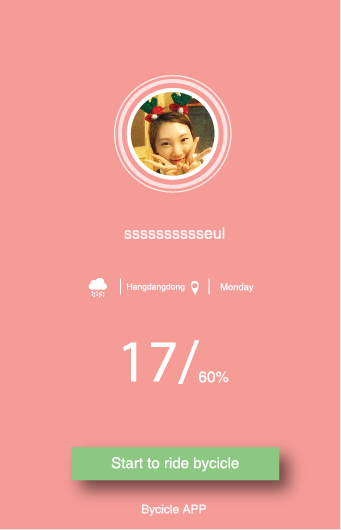 sssssssssseul
Hangdangdong
Monday
17/60%
Start to ride bycicle
Bycicle APP